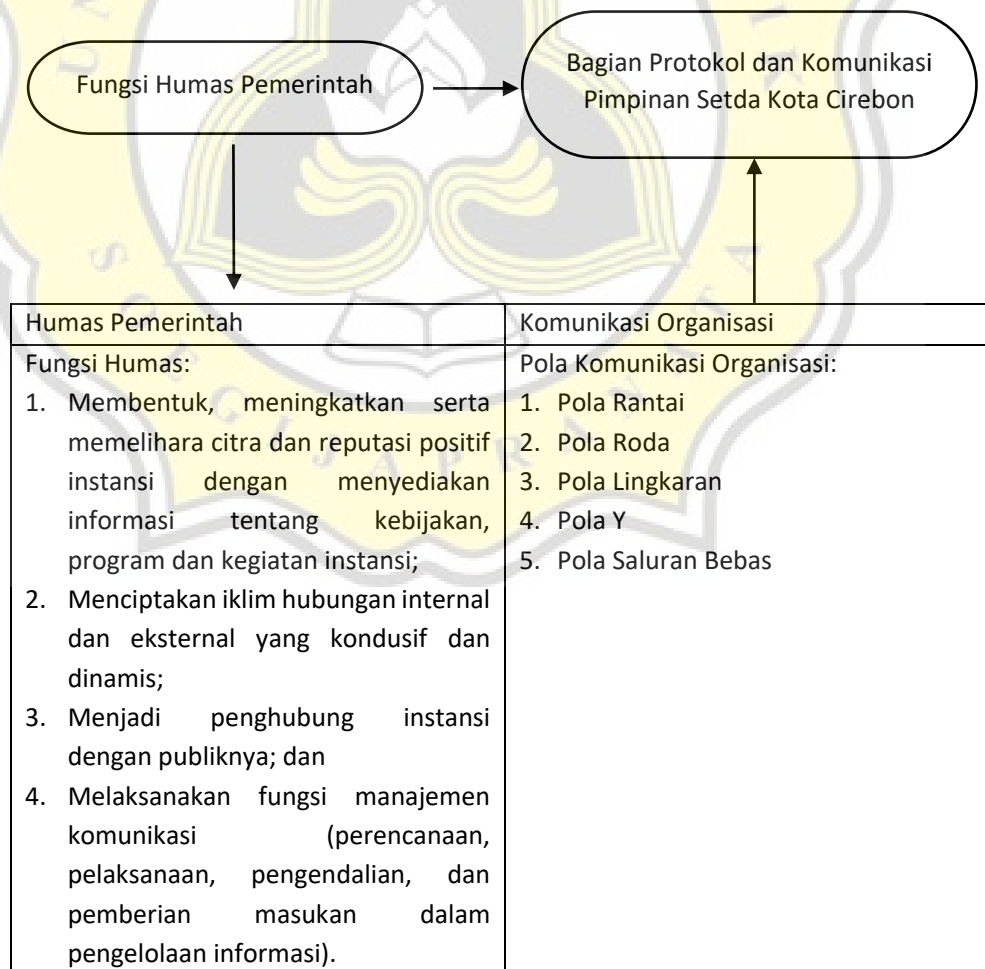 Fungsi Humas Pemerintah
Bagian Protokol dan Komunikasi
Pimpinan Setda Kota Cirebon
Humas Pemerintah
Fungsi Humas:
1. Membentuk, meningkatkan serta
memelihara citra dan reputasi positif
instansi dengan menyediakan
informasi tentang kebijakan,
program dan kegiatan instansi;
2. Menciptakan iklim hubungan internal
dan eksternal yang kondusif dan
dinamis;
3. Menjadi penghubung instansi
dengan publiknya; dan
4. Melaksanakan fungsi manajemen
komunikasi (perencanaan,
pelaksanaan, pengendalian, dan
pemberian masukan dalam
pengelolaan informasi).
Komunikasi Organisasi
Pola Komunikasi Organisasi:
1. Pola Rantai
2. Pola Roda
3. Pola Lingkaran
4. Pola Y
5. Pola Saluran Bebas
SOEGIJAPRANATA